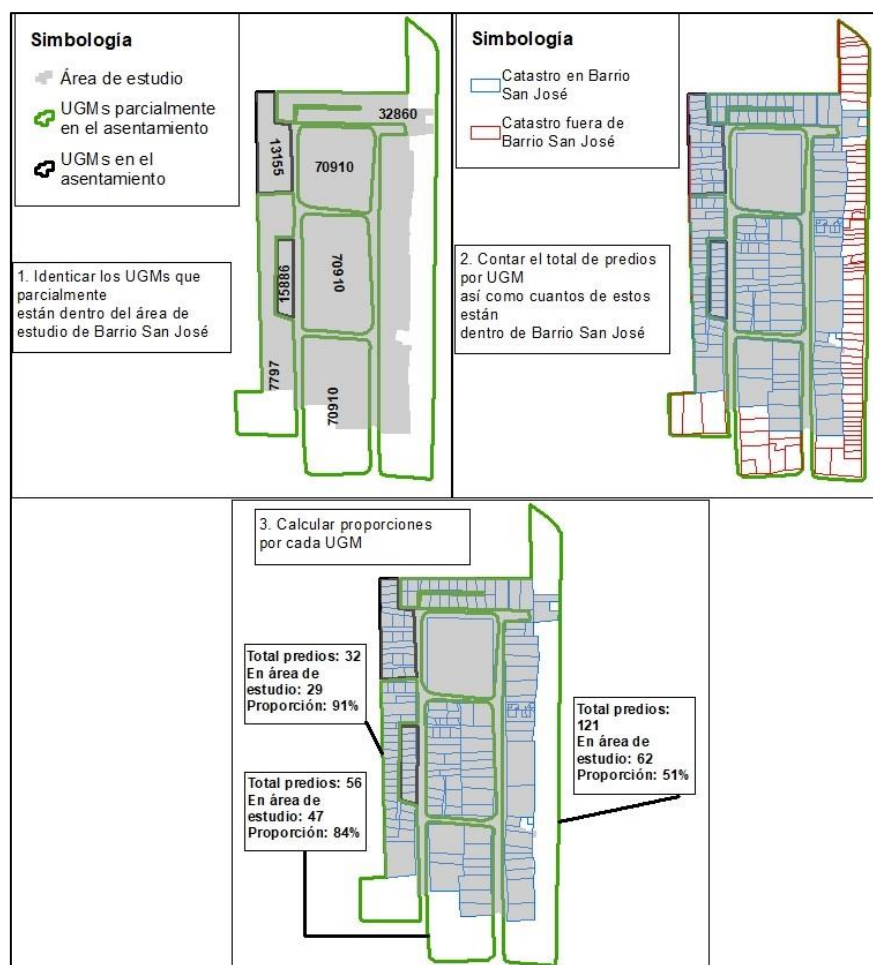 Simbología
Área de estudio
UGMs parcialmente
en el asentamiento
UGMs en el
asentamiento
32860
13155
70910
15886
70910
7797
70910
1. Identicar los UGMs que
parcialmente
están dentro del área de
estudio de Barrio San José
Simbología
Catastro en Barrio
San José
Catastro fuera de
Barrio San José
2. Contar el total de predios
por UGM
así como cuantos de estos
están
dentro de Barrio San José
3. Calcular proporciones
por cada UGM
Total predios: 32
En área de
estudio: 29
Proporción: 91%
Total predios:
121
En área de
estudio: 62
Proporción: 51%
Total predios: 56
En área de
estudio: 47
Proporción: 84%